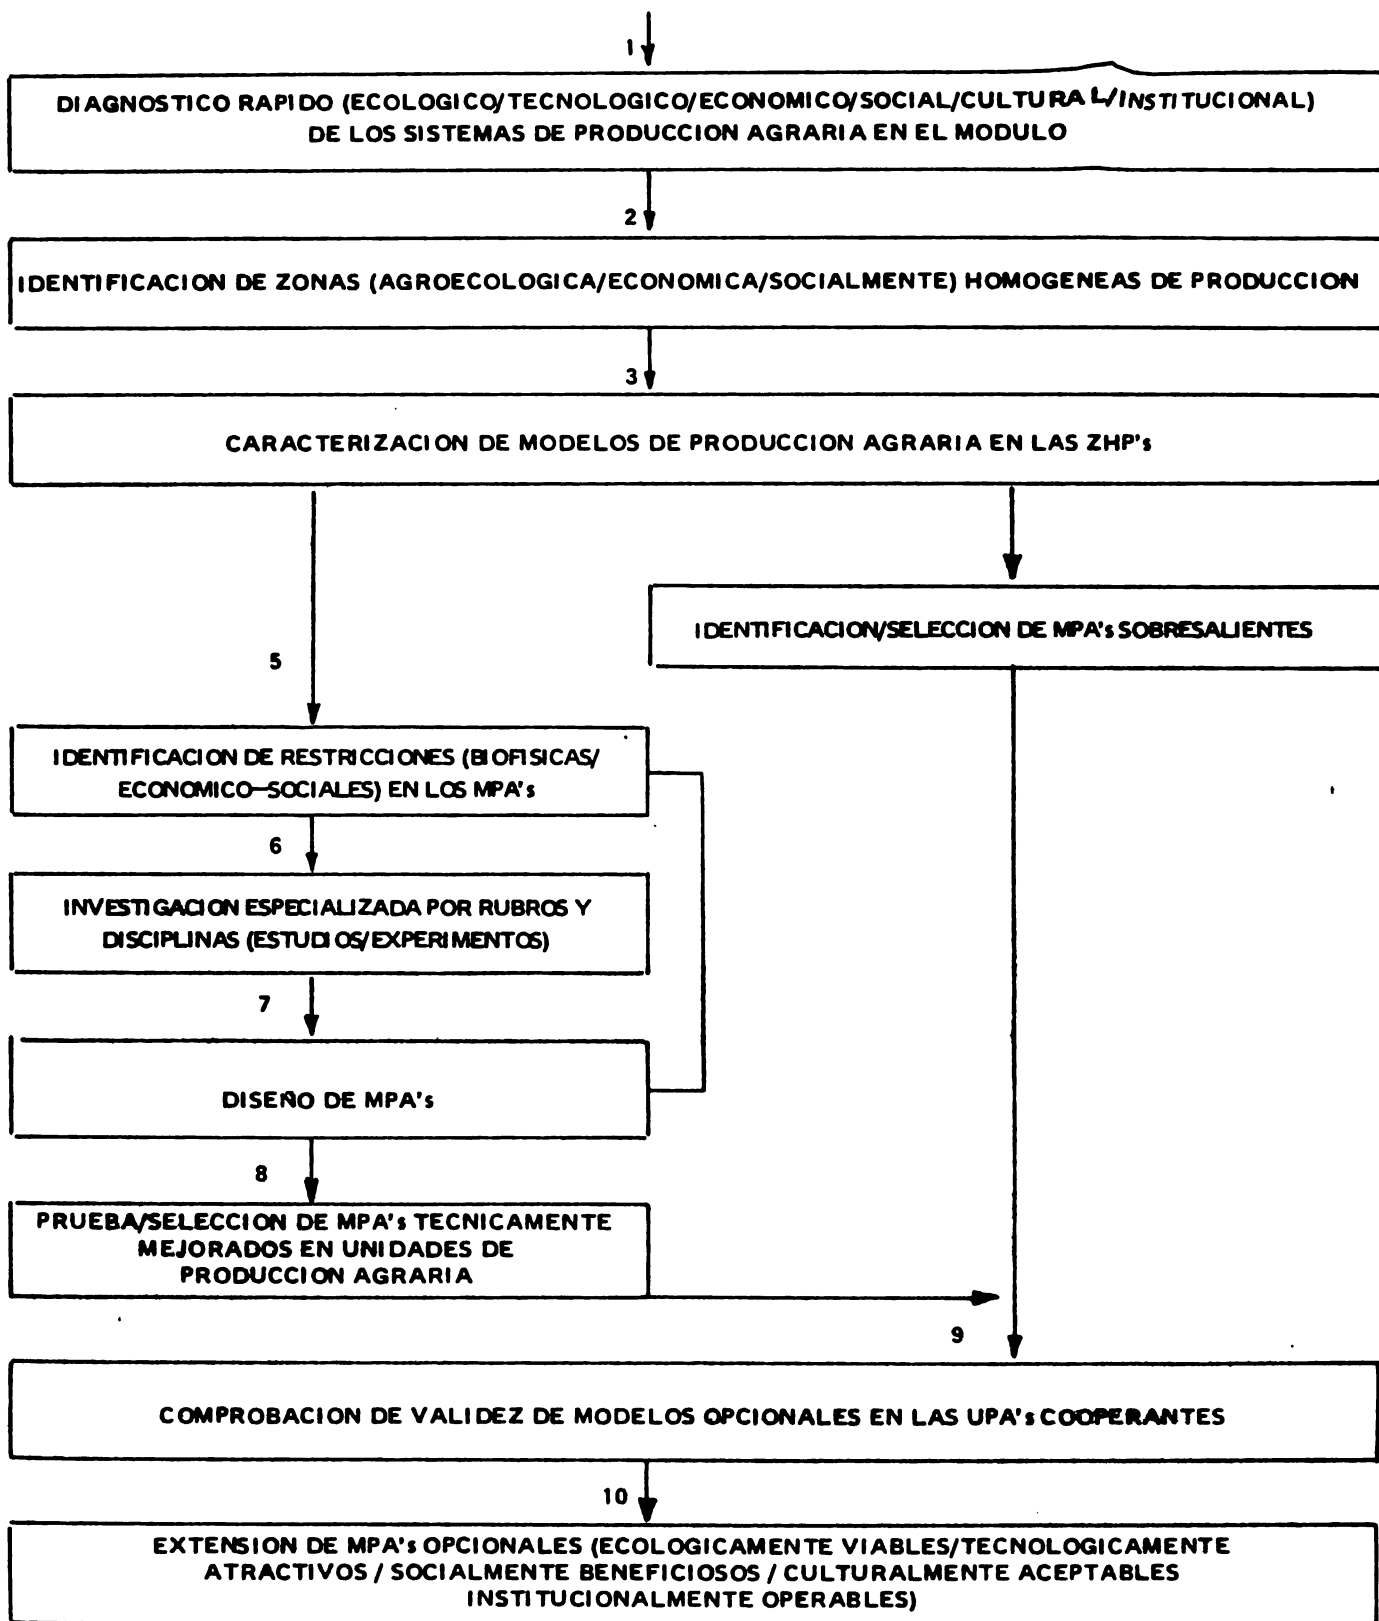 1
DIAGNOSTICO RAPIDO (ECOLOGICO/TECNOLOGICO/ECONOMICO/SOCIAL/CULTURAL/INSTITUCIONAL)
DE LOS SISTEMAS DE PRODUCCION AGRARIA EN EL MODULO
2
IDENTIFICACION DE ZONAS (AGROECOLOGICA/ECONOMICA/SOCIALMENTE) HOMOGENEAS DE PRODUCCION
3
CARACTERIZACION DE MODELOS DE PRODUCCION AGRARIA EN LAS ZHP's
IDENTIFICACION/SELECCION DE MPA's SOBRESALIENTES
5
IDENTIFICACION DE RESTRICCIONES (BIOFISICAS/
ECONOMICO-SOCIALES) EN LOS MPA's
6
INVESTIGACION ESPECIALIZADA POR RUBROS Y
DISCIPLINAS (ESTUDIOS/EXPERIMENTOS)
7
DISEÑO DE MPA's
8
PRUEBA/SELECCION DE MPA's TECNICAMENTE
MEJORADOS EN UNIDADES DE
PRODUCCION AGRARIA
9
COMPROBACION DE VALIDEZ DE MODELOS OPCIONALES EN LAS UPA's COOPERANTES
10
EXTENSION DE MPA's OPCIONALES (ECOLOGICAMENTE VIABLES/TECNOLOGICAMENTE
ATRACTIVOS / SOCIALMENTE BENEFICIOSOS / CULTURALMENTE ACEPTABLES
INSTITUCIONALMENTE OPERABLES)